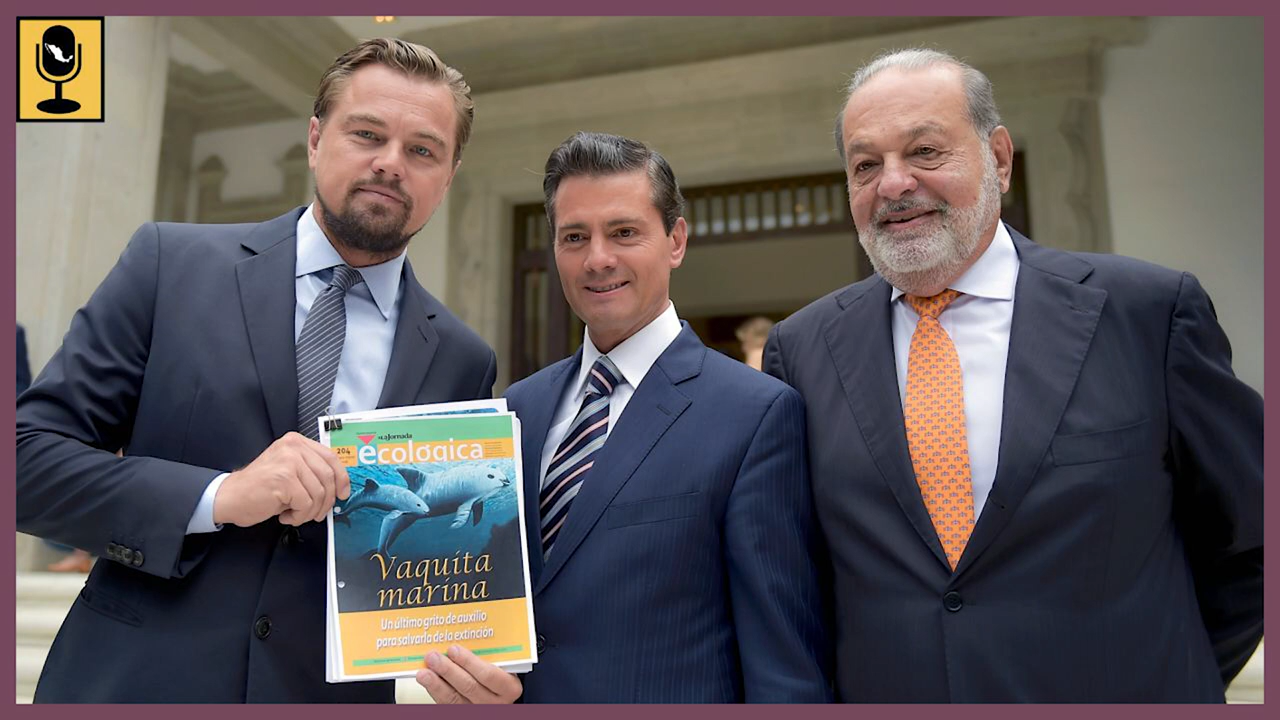 204
La Jornada
ecológica
Vaquita
marina
Un último grito de auxilio
para salvarla de la extinción